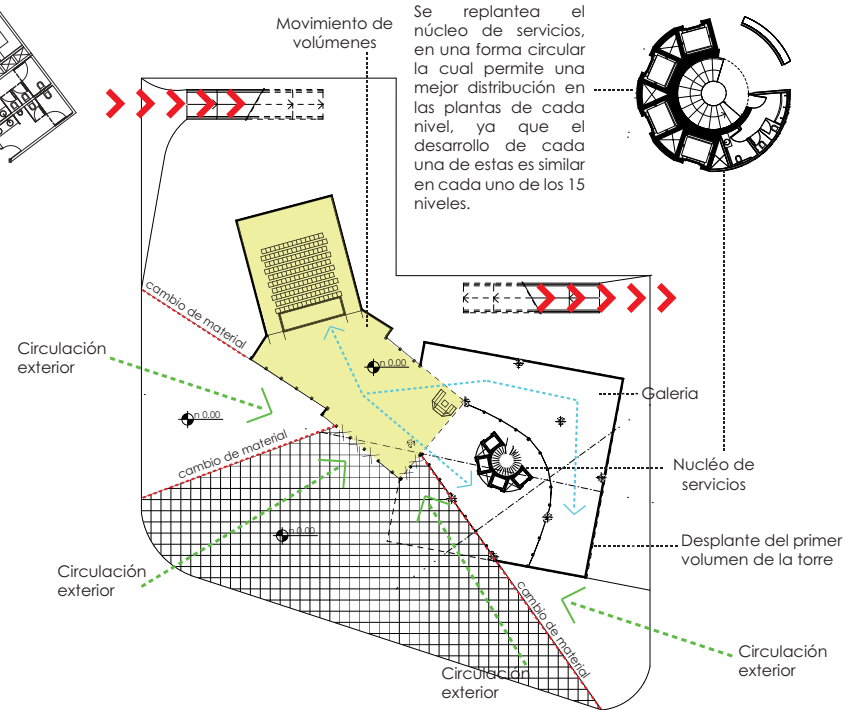 Movimiento de
volúmenes
Se replantea el
núcleo de servicios,
en una forma circular
la cual permite una
mejor distribución en
las plantas de cada
nivel, ya que el
desarrollo de cada
una de estas es similar
en cada uno de los 15
niveles.
cambio de material
Circulación
exterior
n 0.00
Galeria
n 0.00
cambio de material
Nucléo de
servicios
n 0.00
Desplante del primer
volumen de la torre
Circulación
exterior
cambio de material
Circulación
exterior
Circulación
exterior